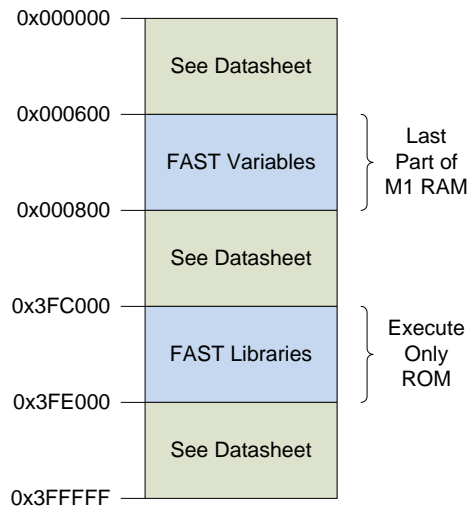 0x000000
See Datasheet
0x000600
FAST Variables
Last
Part of
M1 RAM
0x000800
See Datasheet
0x3FC000
FAST Libraries
Execute
Only
ROM
0x3FE000
See Datasheet
0x3FFFFF